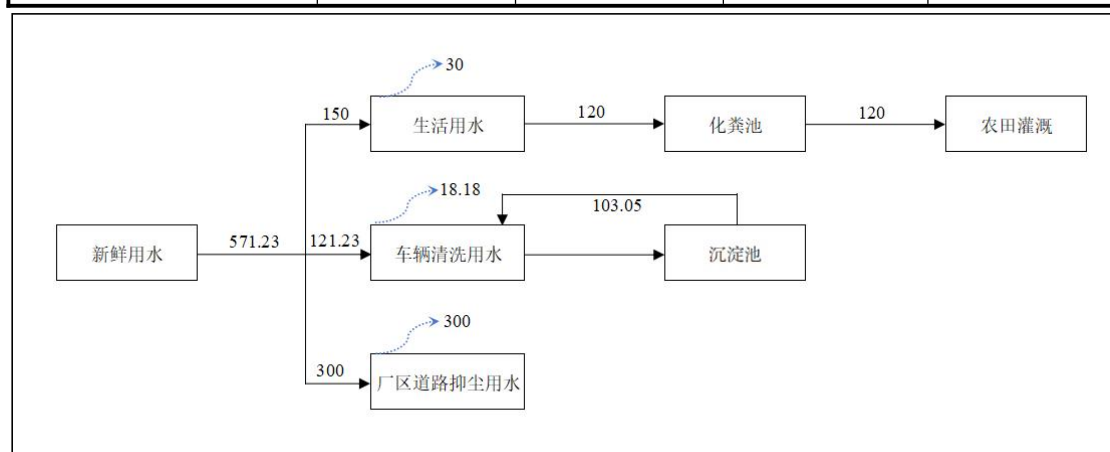 30
150
生活用水
120
化粪池
120
农田灌溉
18.18
103.05
新鲜用水
571.23
121.23
车辆清洗用水
沉淀池
300
300
厂区道路抑尘用水